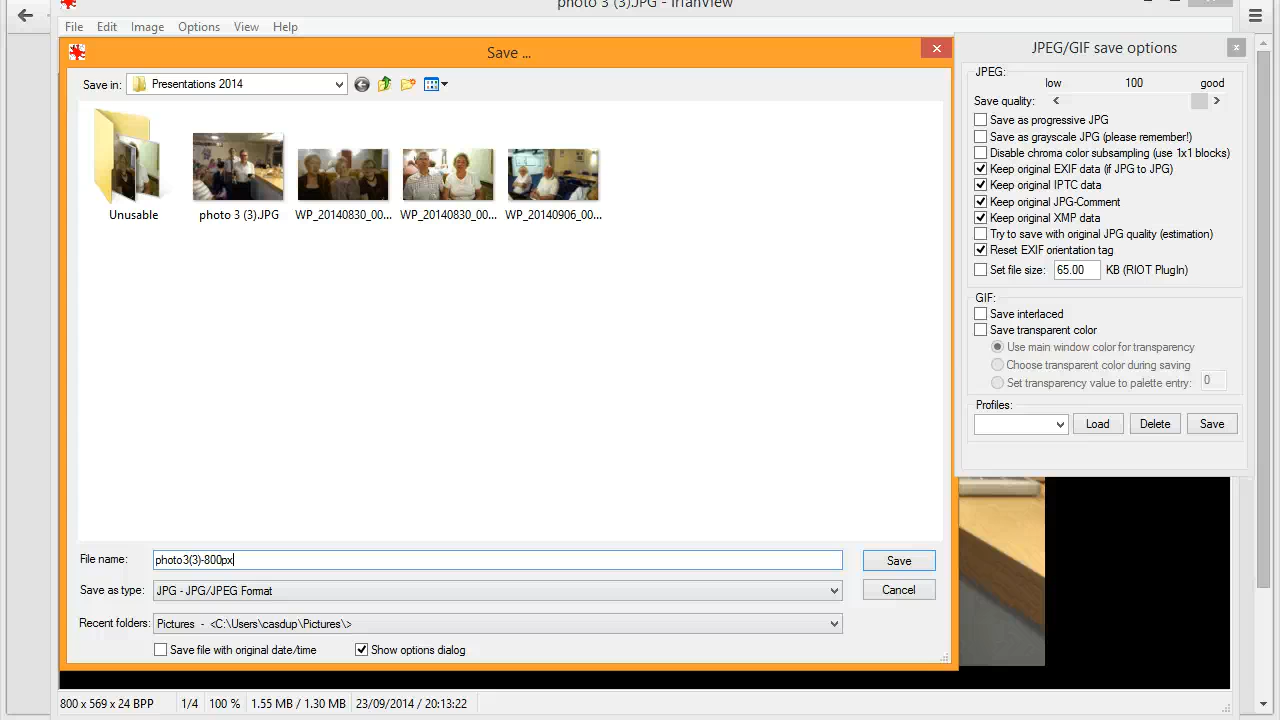 photo 3 (3).JPG - IrfanView
File Edit Image Options View Help
Save ...
Save in: Presentations 2014
Unusable
photo 3 (3).JPG
WP_20140830_00...
WP_20140830_00...
WP_20140906_00...
File name: photo3(3)-800px
Save
Save as type: JPG - JPG/JPEG Format
Cancel
Recent folders: Pictures - <C:\Users\casdup\Pictures\>
Save file with original date/time
Show options dialog
JPEG/GIF save options
JPEG:
low 100 good
Save quality:
Save as progressive JPG
Save as grayscale JPG (please remember!)
Disable chroma color subsampling (use 1x1 blocks)
Keep original EXIF data (if JPG to JPG)
Keep original IPTC data
Keep original JPG-Comment
Keep original XMP data
Try to save with original JPG quality (estimation)
Reset EXIF orientation tag
Set file size: 65.00 KB (RIOT PlugIn)
GIF:
Save interlaced
Save transparent color
Use main window color for transparency
Choose transparent color during saving
Set transparency value to palette entry: 0
Profiles:
Load Delete Save
800 x 569 x 24 BPP 1/4 100 % 1.55 MB / 1.30 MB 23/09/2014 / 20:13:22